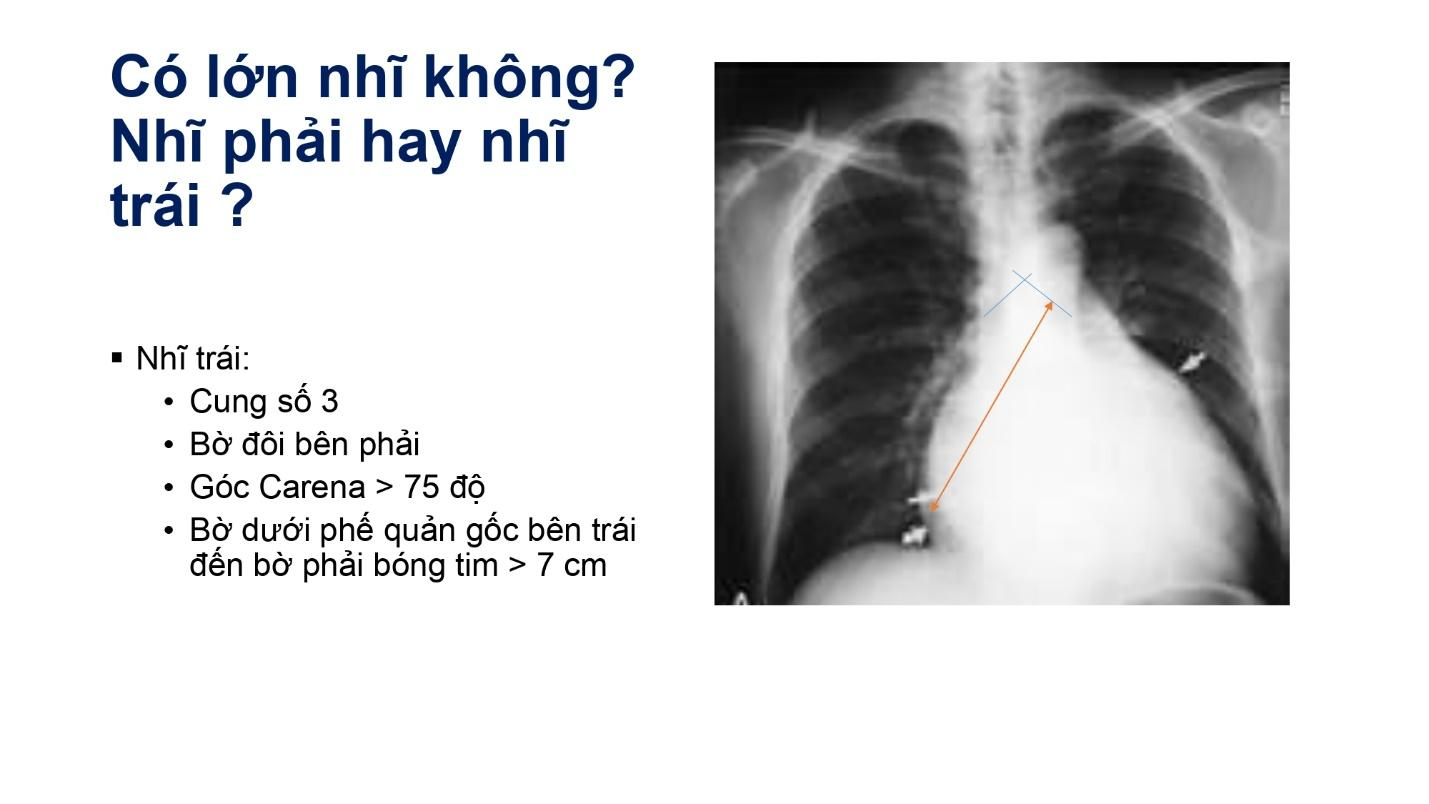 Có lớn nhĩ không?
Nhĩ phải hay nhĩ
trái ?
▪ Nhĩ trái:
• Cung số 3
• Bờ đôi bên phải
• Góc Carena > 75 độ
• Bờ dưới phế quản gốc bên trái
đến bờ phải bóng tim > 7 cm
A